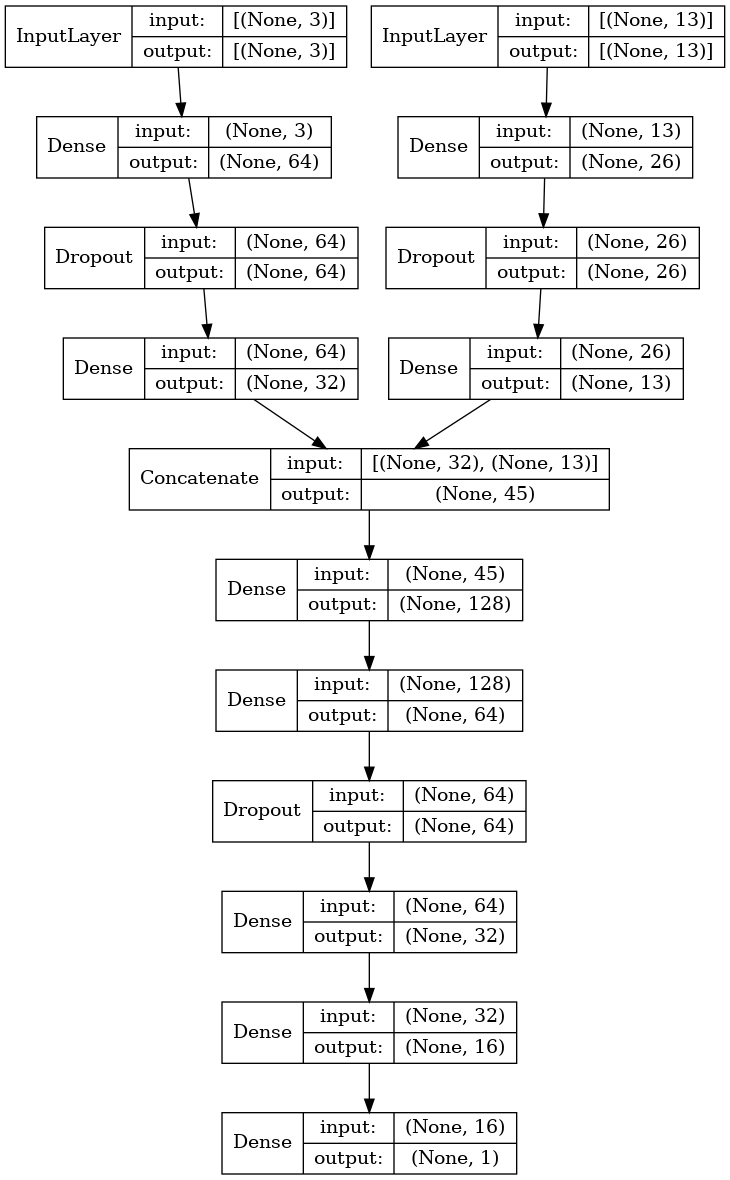 InputLayer input: [(None, 3)]
output: [(None, 3)]
InputLayer input: [(None, 13)]
output: [(None, 13)]
Dense input: (None, 3)
output: (None, 64)
Dense input: (None, 13)
output: (None, 26)
Dropout input: (None, 64)
output: (None, 64)
Dropout input: (None, 26)
output: (None, 26)
Dense input: (None, 64)
output: (None, 32)
Dense input: (None, 26)
output: (None, 13)
Concatenate input: [(None, 32), (None, 13)]
output: (None, 45)
Dense input: (None, 45)
output: (None, 128)
Dense input: (None, 128)
output: (None, 64)
Dropout input: (None, 64)
output: (None, 64)
Dense input: (None, 64)
output: (None, 32)
Dense input: (None, 32)
output: (None, 16)
Dense input: (None, 16)
output: (None, 1)